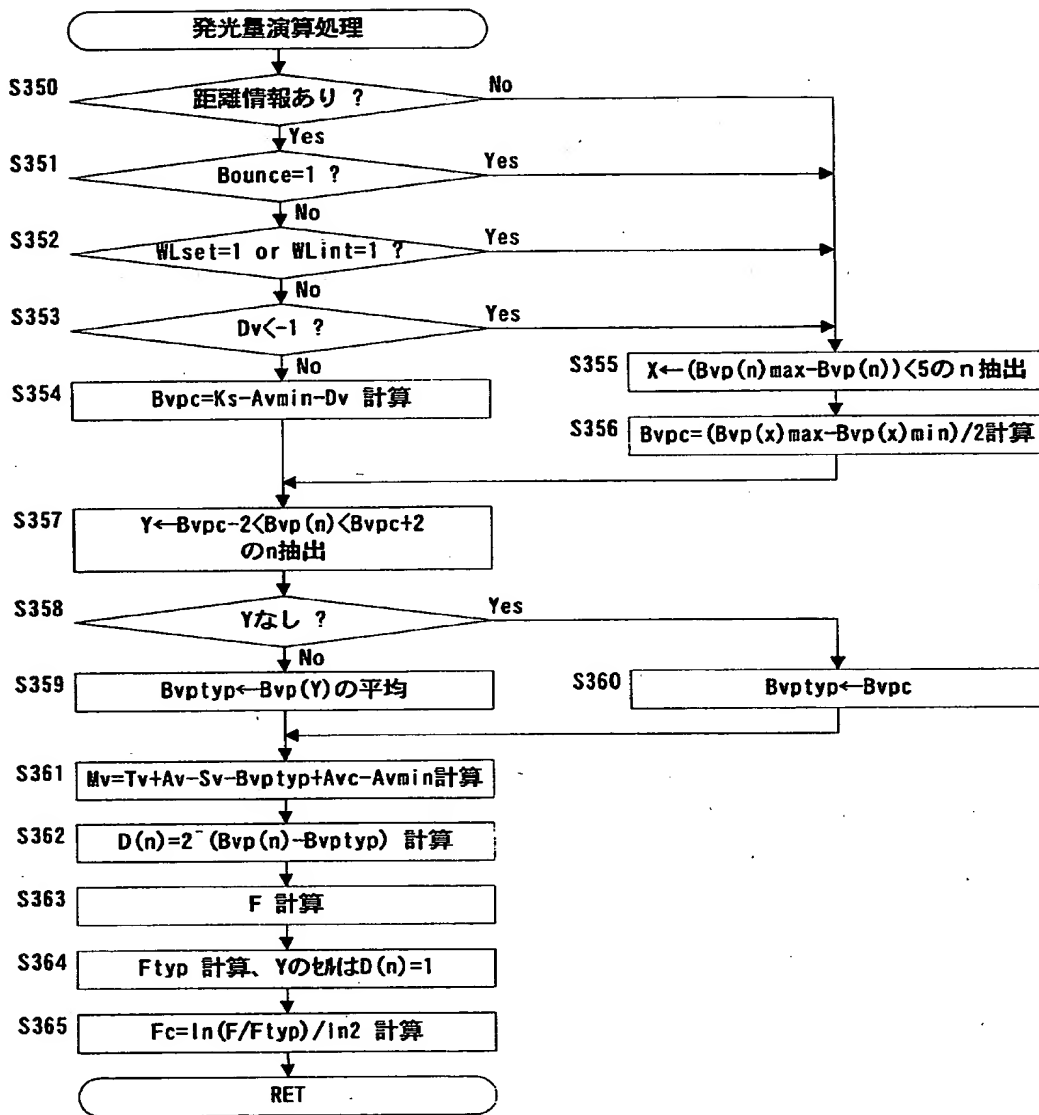 発光量演算処理
S350
距離情報あり ?
No
Yes
S351
Bounce=1 ?
Yes
No
S352
WLset=1 or WLint=1 ?
Yes
No
S353
Dv<-1 ?
Yes
No
S354
Bvpc=Ks-Avmin-Dv 計算
S355
X←(Bvp(n)max-Bvp(n))<5のn抽出
S356
Bvpc=(Bvp(x)max-Bvp(x)min)/2計算
S357
Y←Bvpc-2<Bvp(n)<Bvpc+2
のn抽出
S358
Yなし ?
Yes
No
S359
Bvptyp←Bvp(Y)の平均
S360
Bvptyp←Bvpc
S361
Mv=Tv+Av-Sv-Bvptyp+Avc-Avmin計算
S362
D(n)=2^-(Bvp(n)-Bvptyp) 計算
S363
F 計算
S364
Ftyp 計算、Yのセルは D(n)=1
S365
Fc=ln(F/Ftyp)/in2 計算
RET